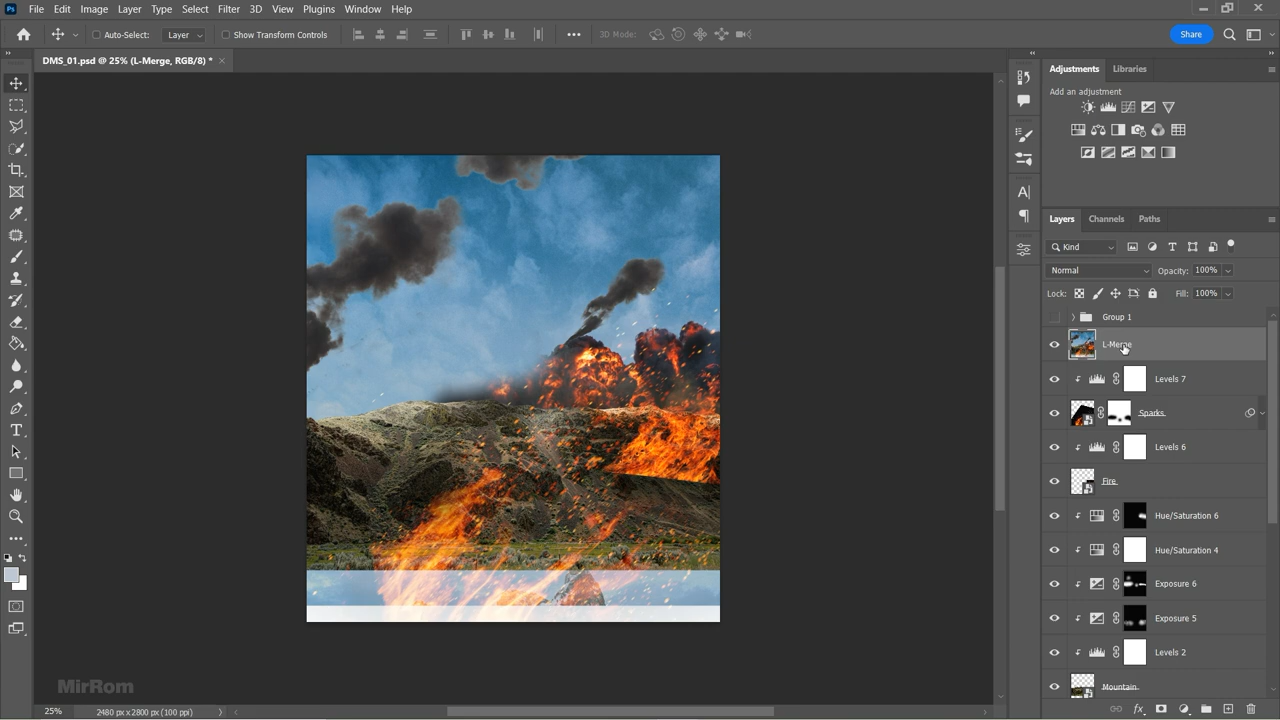 Ps File Edit Image Layer Type Select Filter 3D View Plugins Window Help
Auto-Select: Layer Show Transform Controls 3D Mode: Share
DMS_01.psd @ 25% (L-Merge, RGB/8) *
Adjustments Libraries
Add an adjustment
Layers Channels Paths
Kind
Normal Opacity: 100%
Lock: Fill: 100%
Group 1
L-Merge
Levels 7
Sparks
Levels 6
Fire
Hue/Saturation 6
Hue/Saturation 4
Exposure 6
Exposure 5
Levels 2
Mountain
MirRom
25% 2480 px x 2800 px (100 ppi)